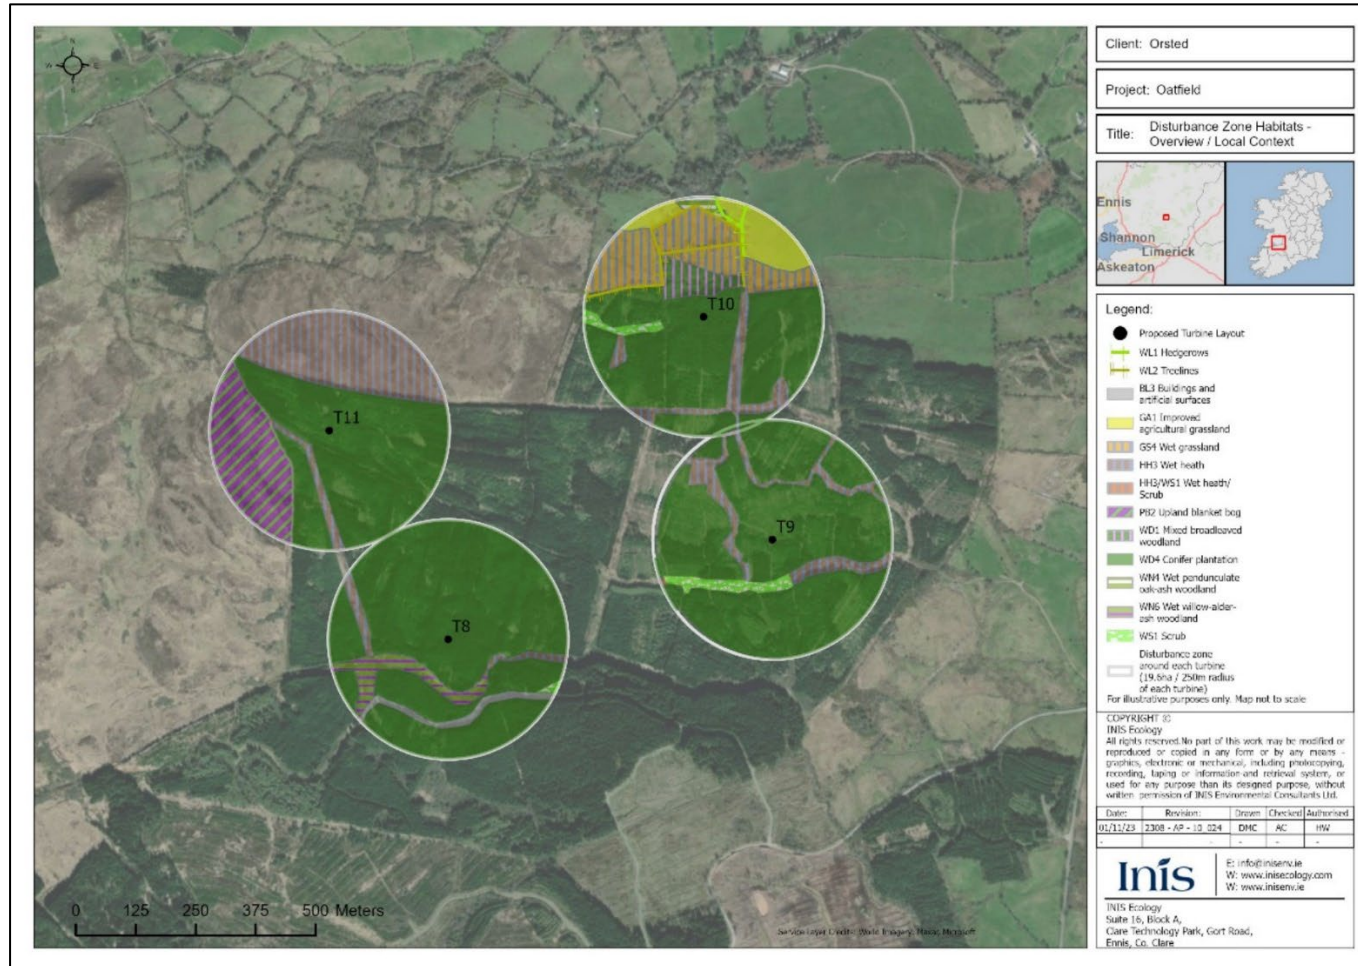 N
W
E
S
T10
T11
T9
T8
0 125 250 375 500 Meters
Service Layer Credits: World Imagery: Maxar, Microsoft
Client: Orsted
Project: Oatfield
Title: Disturbance Zone Habitats -
Overview / Local Context
Ennis
Shannon
Limerick
Askeaton
Legend:
Proposed Turbine Layout
WL1 Hedgerows
WL2 Treelines
BL3 Buildings and
artificial surfaces
GA1 Improved
agricultural grassland
GS4 Wet grassland
HH3 Wet heath
HH3/WS1 Wet heath/
Scrub
PB2 Upland blanket bog
WD1 Mixed broadleaved
woodland
WD4 Conifer plantation
WN4 Wet pendunculate
oak-ash woodland
WN6 Wet willow-alder-
ash woodland
WS1 Scrub
Disturbance zone
around each turbine
(19.6ha / 250m radius
of each turbine)
For illustrative purposes only. Map not to scale
COPYRIGHT ©
INIS Ecology
All rights reserved.No part of this work may be modified or
reproduced or copied in any form or by any means -
graphics, electronic or mechanical, including photocopying,
recording, taping or information and retrieval system, or
used for any purpose than its designed purpose, without
written permission of INIS Environmental Consultants Ltd.
Date: Revision: Drawn Checked Authorised
01/11/23 2308 - AP - 10_024 DMC AC HW
- - - - -
Inis
E: info@inisenv.ie
W: www.inisecology.com
W: www.inisenv.ie
INIS Ecology
Suite 16, Block A,
Clare Technology Park, Gort Road,
Ennis, Co. Clare